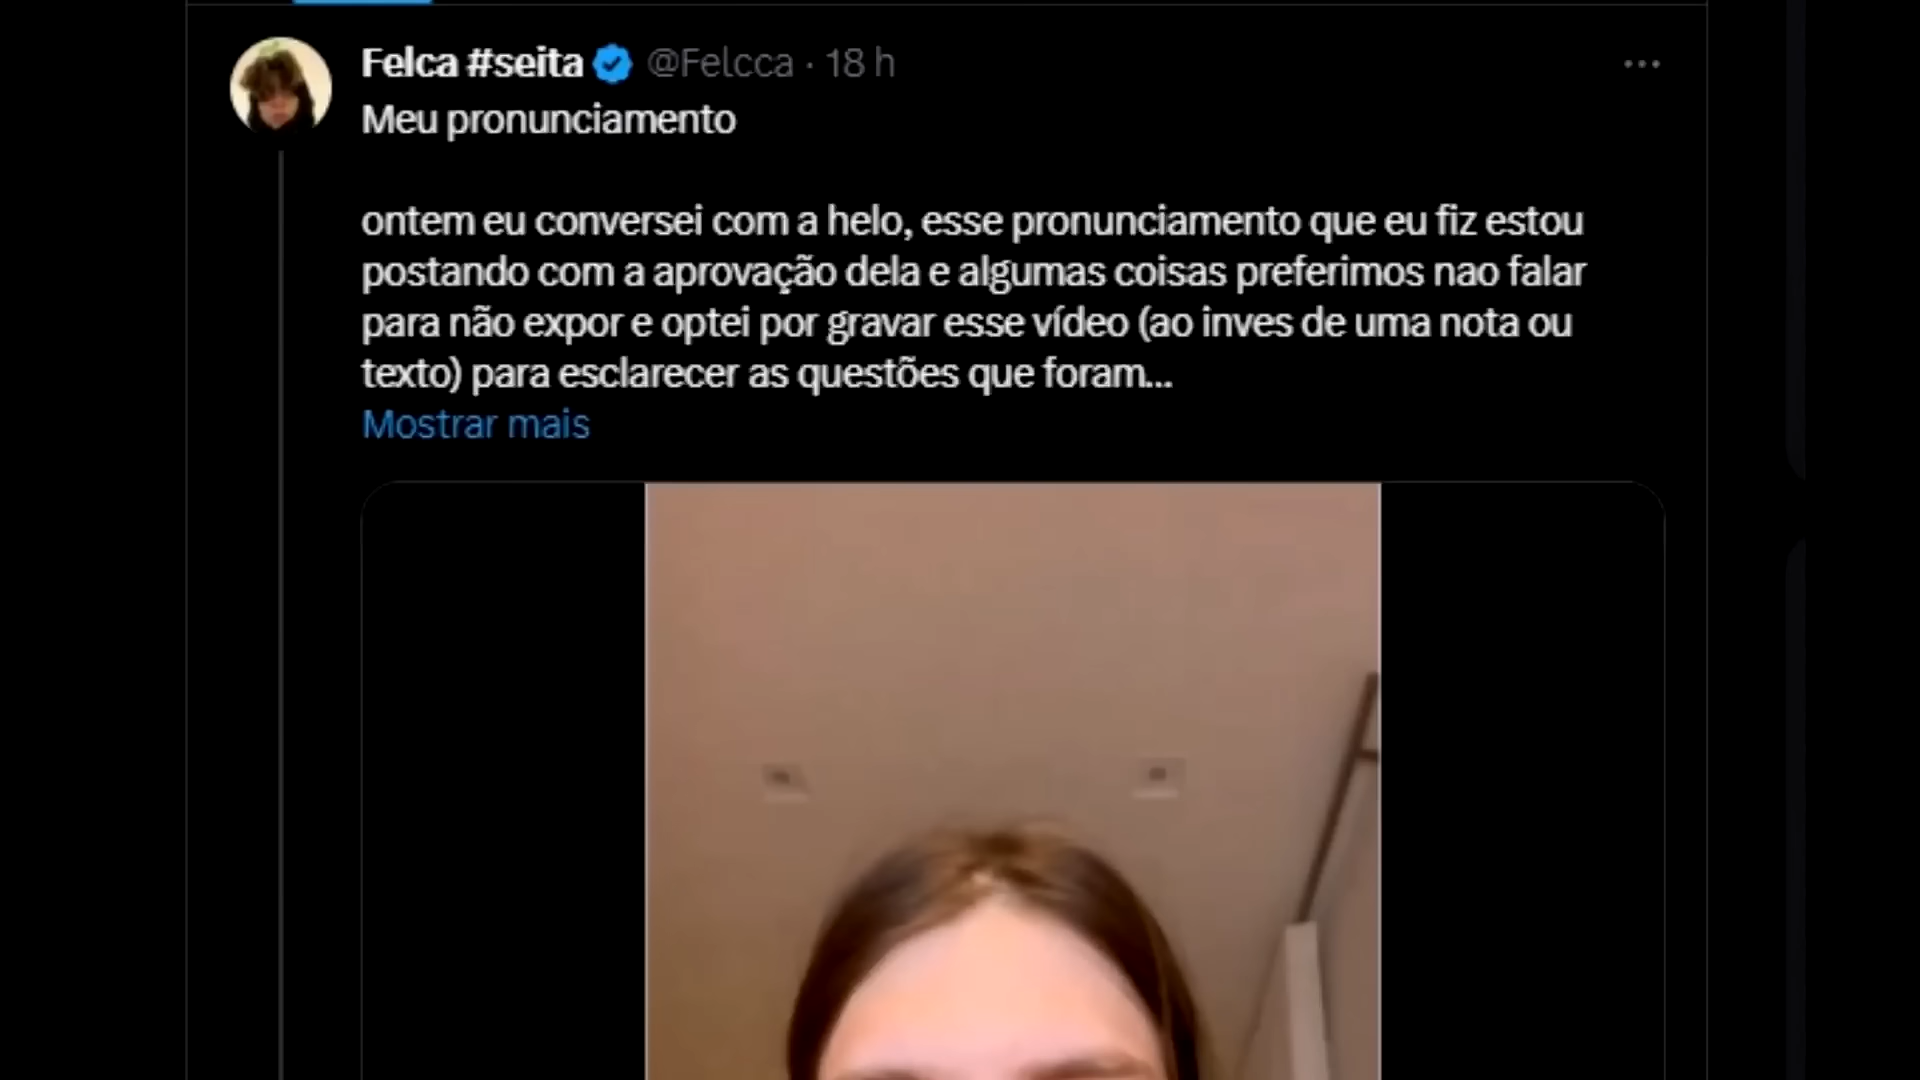 Felca #seita @Felcca · 18 h
Meu pronunciamento
ontem eu conversei com a helo, esse pronunciamento que eu fiz estou
postando com a aprovação dela e algumas coisas preferimos nao falar
para não expor e optei por gravar esse vídeo (ao inves de uma nota ou
texto) para esclarecer as questões que foram...
Mostrar mais